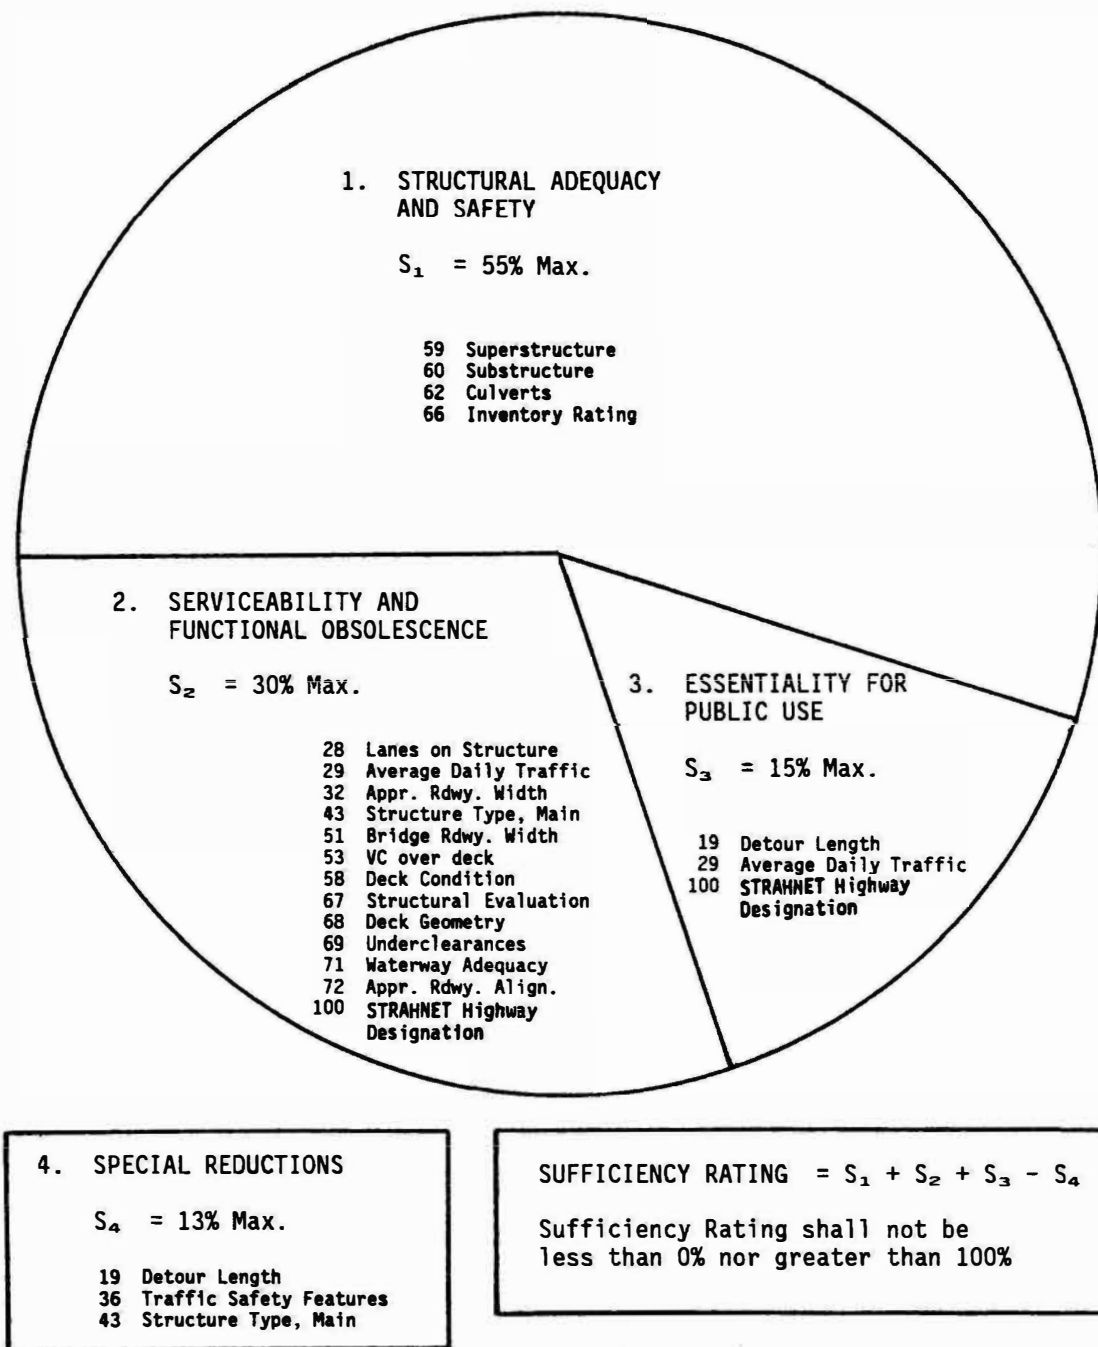 1. STRUCTURAL ADEQUACY
AND SAFETY
S₁ = 55% Max.
59 Superstructure
60 Substructure
62 Culverts
66 Inventory Rating
2. SERVICEABILITY AND
FUNCTIONAL OBSOLESCENCE
S₂ = 30% Max.
28 Lanes on Structure
29 Average Daily Traffic
32 Appr. Rdwy. Width
43 Structure Type, Main
51 Bridge Rdwy. Width
53 VC over deck
58 Deck Condition
67 Structural Evaluation
68 Deck Geometry
69 Underclearances
71 Waterway Adequacy
72 Appr. Rdwy. Align.
100 STRAHNET Highway
Designation
3. ESSENTIALITY FOR
PUBLIC USE
S₃ = 15% Max.
19 Detour Length
29 Average Daily Traffic
100 STRAHNET Highway
Designation
4. SPECIAL REDUCTIONS
S₄ = 13% Max.
19 Detour Length
36 Traffic Safety Features
43 Structure Type, Main
SUFFICIENCY RATING = S₁ + S₂ + S₃ - S₄
Sufficiency Rating shall not be
less than 0% nor greater than 100%